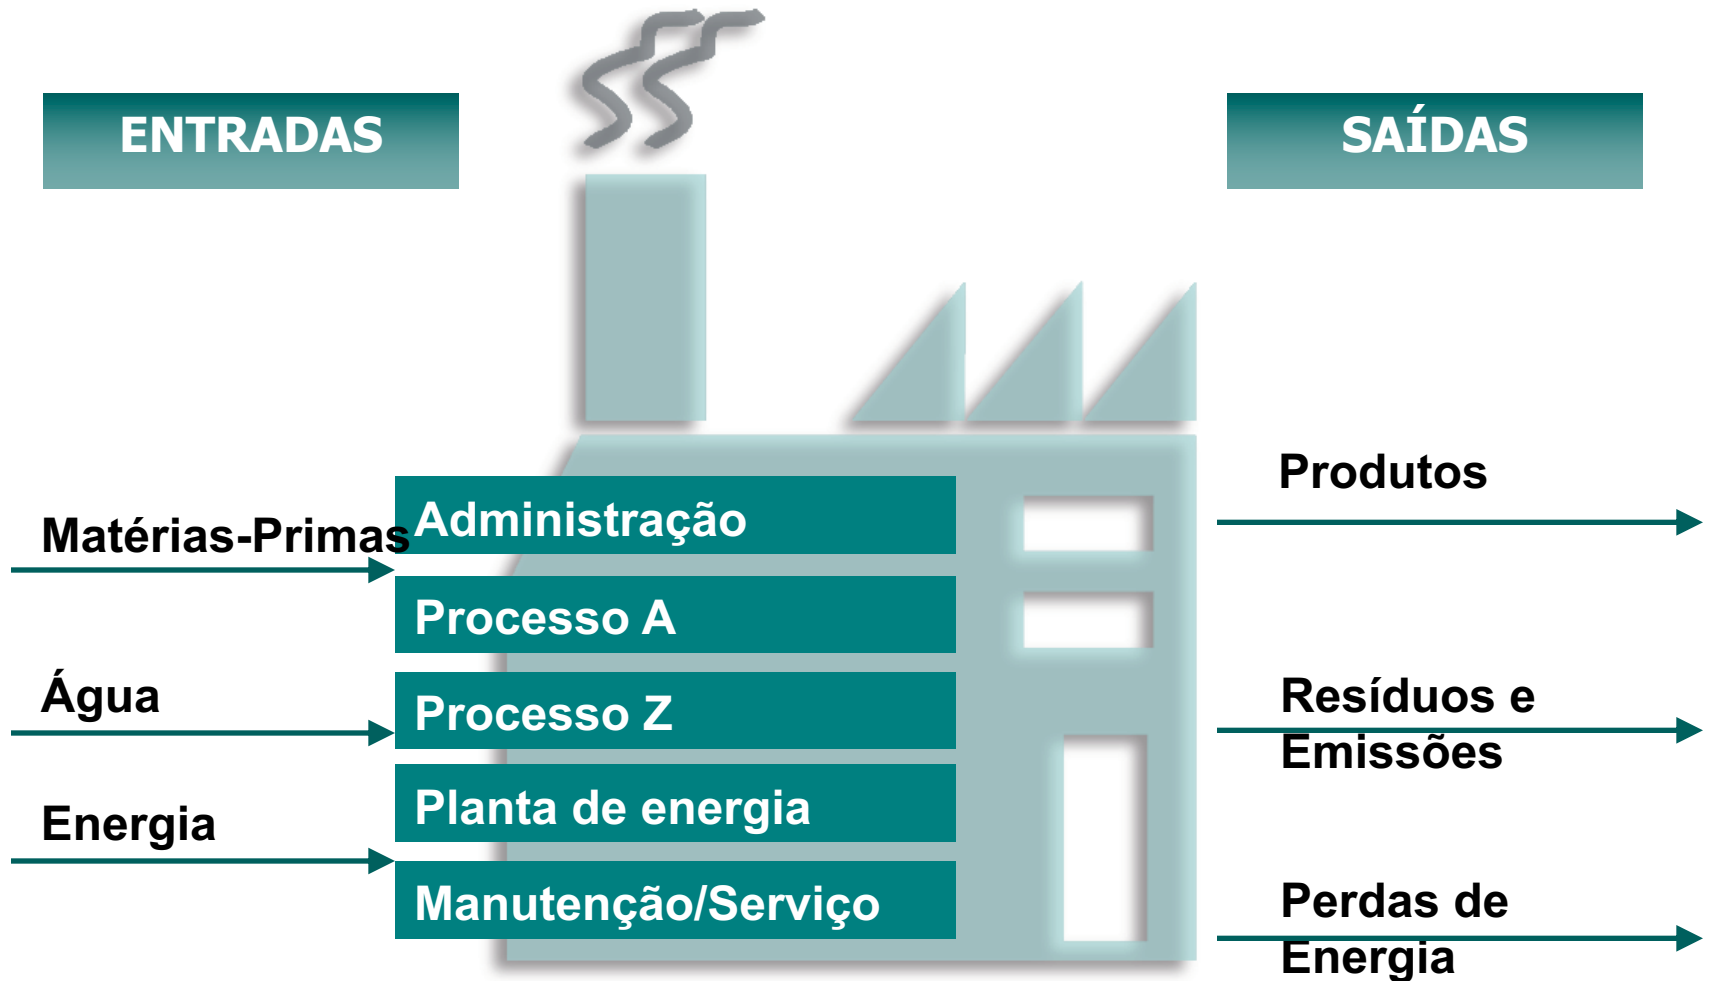 ENTRADAS
SAÍDAS
Matérias-Primas
Água
Energia
Administração
Processo A
Processo Z
Planta de energia
Manutenção/Serviço
Produtos
Resíduos e
Emissões
Perdas de
Energia